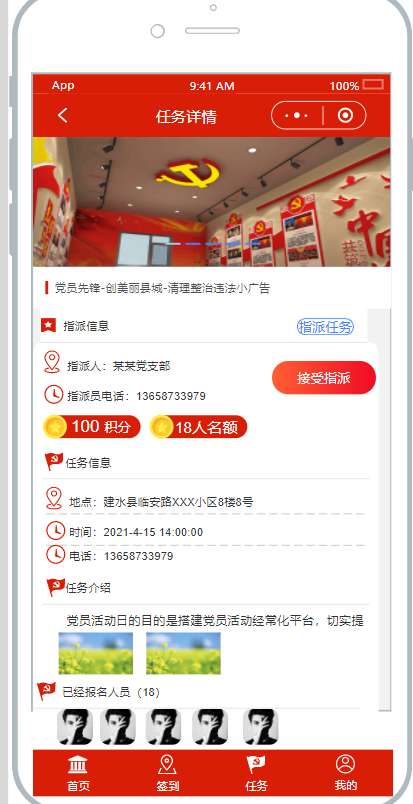 App 9:41 AM 100%
任务详情
党员先锋-创美丽县城-清理整治违法小广告
指派信息 指派任务
指派人：某某党支部
接受指派
指派员电话：13658733979
100 积分 18人名额
任务信息
地点：建水县临安路XXX小区8楼8号
时间：2021-4-15 14:00:00
电话：13658733979
任务介绍
党员活动日的目的是搭建党员活动经常化平台，切实提
已经报名人员（18）
首页 签到 任务 我的